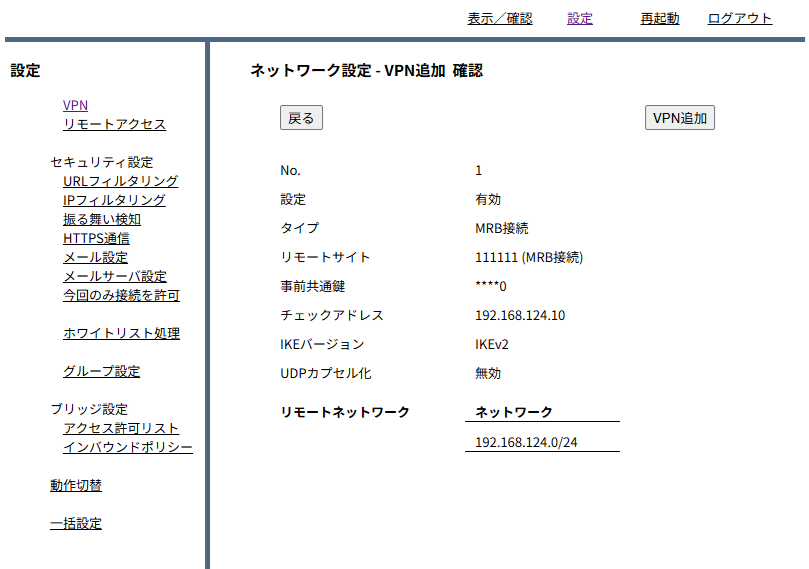 表示／確認 設定 再起動 ログアウト
設定
VPN
リモートアクセス
セキュリティ設定
URLフィルタリング
IPフィルタリング
振る舞い検知
HTTPS通信
メール設定
メールサーバ設定
今回のみ接続を許可
ホワイトリスト処理
グループ設定
ブリッジ設定
アクセス許可リスト
インバウンドポリシー
動作切替
一括設定
ネットワーク設定 - VPN追加 確認
戻る VPN追加
No. 1
設定 有効
タイプ MRB接続
リモートサイト 111111 (MRB接続)
事前共通鍵 ****0
チェックアドレス 192.168.124.10
IKEバージョン IKEv2
UDPカプセル化 無効
リモートネットワーク ネットワーク
192.168.124.0/24